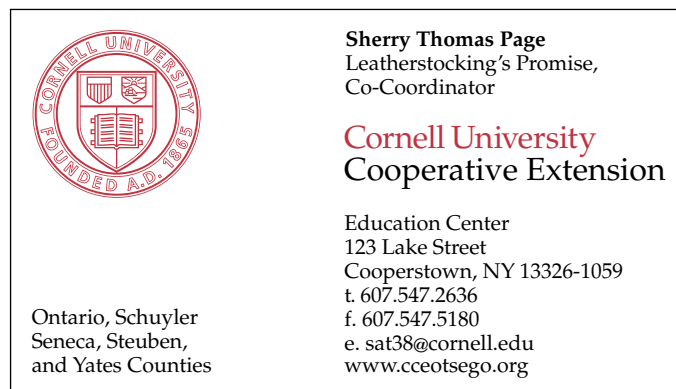 CORNELL UNIVERSITY
FOUNDED A.D. 1865
Ontario, Schuyler
Seneca, Steuben,
and Yates Counties
Sherry Thomas Page
Leatherstocking's Promise,
Co-Coordinator
Cornell University
Cooperative Extension
Education Center
123 Lake Street
Cooperstown, NY 13326-1059
t. 607.547.2636
f. 607.547.5180
e. sat38@cornell.edu
www.cceotsego.org